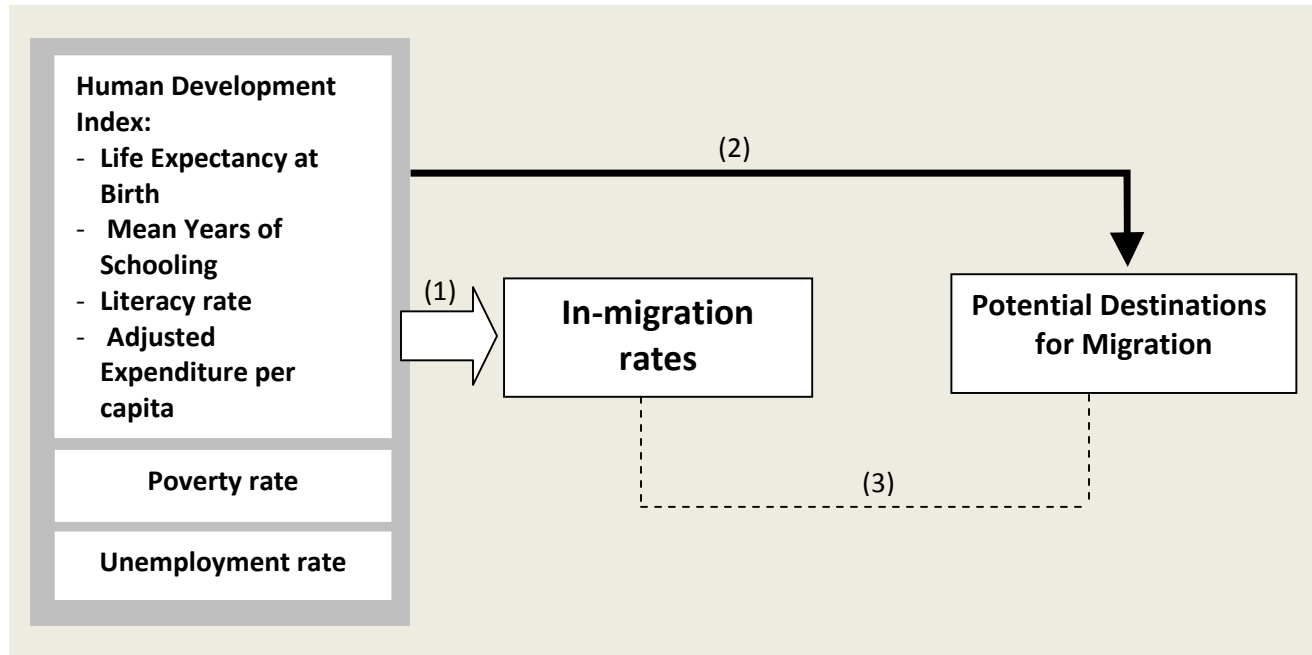 Human Development
Index:
- Life Expectancy at
Birth
- Mean Years of
Schooling
- Literacy rate
- Adjusted
Expenditure per
capita
Poverty rate
Unemployment rate
(1)
In-migration
rates
(2)
Potential Destinations
for Migration
(3)